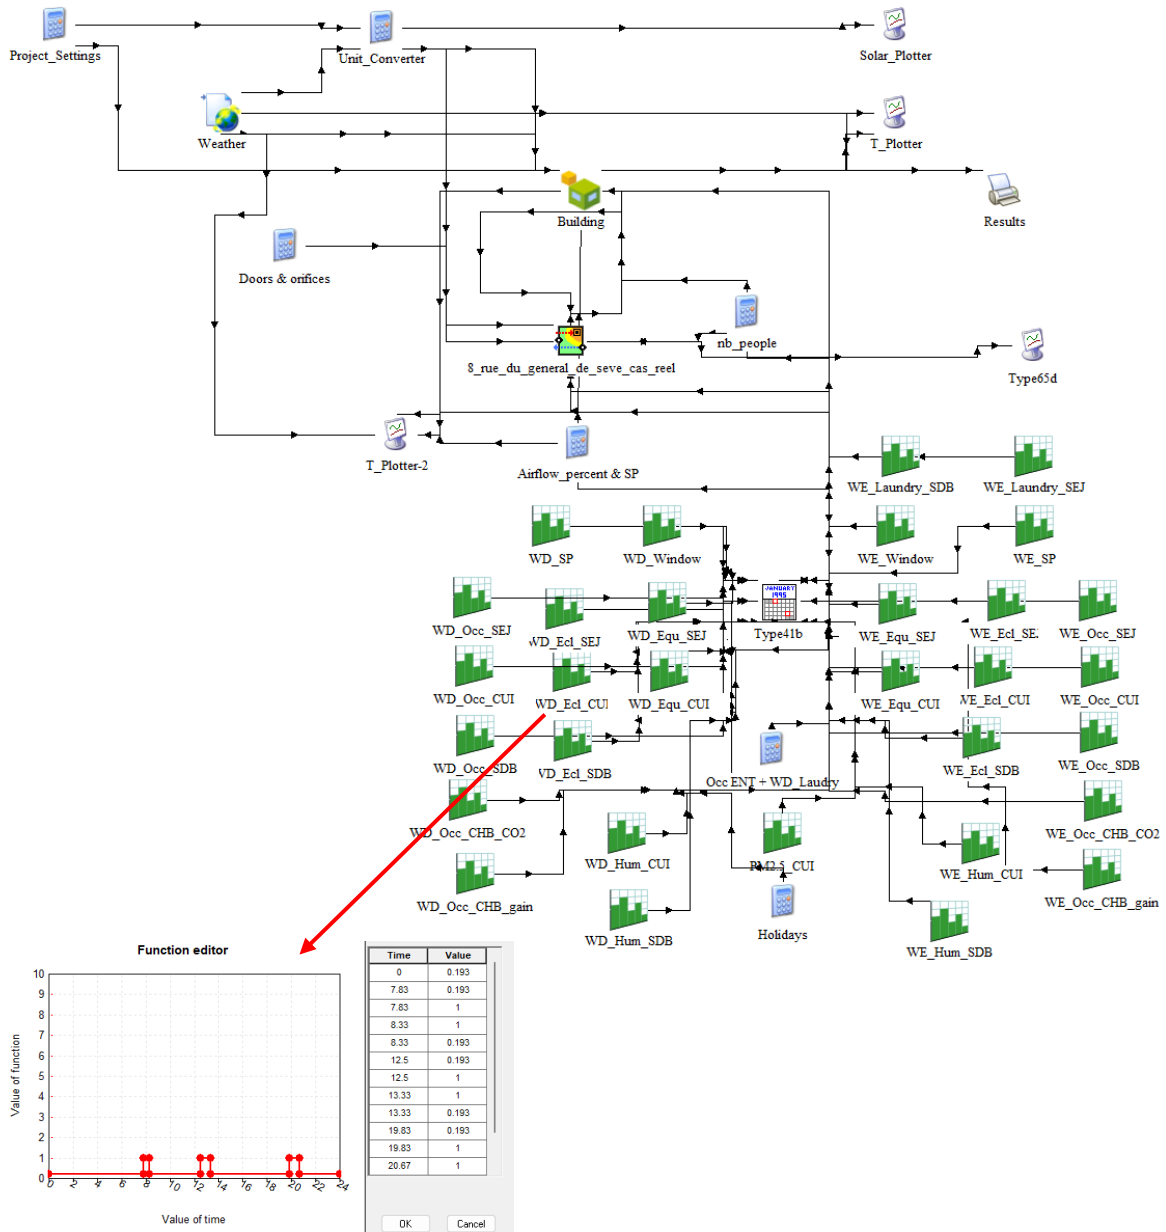 Project_Settings
Unit_Converter
Solar_Plotter
Weather
T_Plotter
Building
Results
Doors & orifices
nb_people
8_rue_du_general_de_seve_cas_reel
Type65d
T_Plotter-2
Airflow_percent & SP
WE_Laundry_SDB
WE_Laundry_SEJ
WD_SP
WD_Window
WE_Window
WE_SP
JANUARY
1995
WD_Occ_SEJ
WD_Ecl_SEJ
WD_Equ_SEJ
Type41b
WE_Equ_SEJ
WE_Ecl_SEJ
WE_Occ_SEJ
WD_Occ_CUI
WD_Ecl_CUI
WD_Equ_CUI
WE_Equ_CUI
WE_Ecl_CUI
WE_Occ_CUI
WD_Occ_SDB
WD_Ecl_SDB
Occ ENT + WD_Laudry
WE_Ecl_SDB
WE_Occ_SDB
WD_Occ_CHB_CO2
WD_Hum_CUI
PM2.5_CUI
WE_Hum_CUI
WE_Occ_CHB_CO2
WD_Occ_CHB_gain
WD_Hum_SDB
Holidays
WE_Hum_SDB
WE_Occ_CHB_gain
Function editor
Value of function
10
9
8
7
6
5
4
3
2
1
0
0 2 4 6 8 10 12 14 16 18 20 22 24
Value of time
Time Value
0 0.193
7.83 0.193
7.83 1
8.33 1
8.33 0.193
12.5 0.193
12.5 1
13.33 1
13.33 0.193
19.83 0.193
19.83 1
20.67 1
OK Cancel